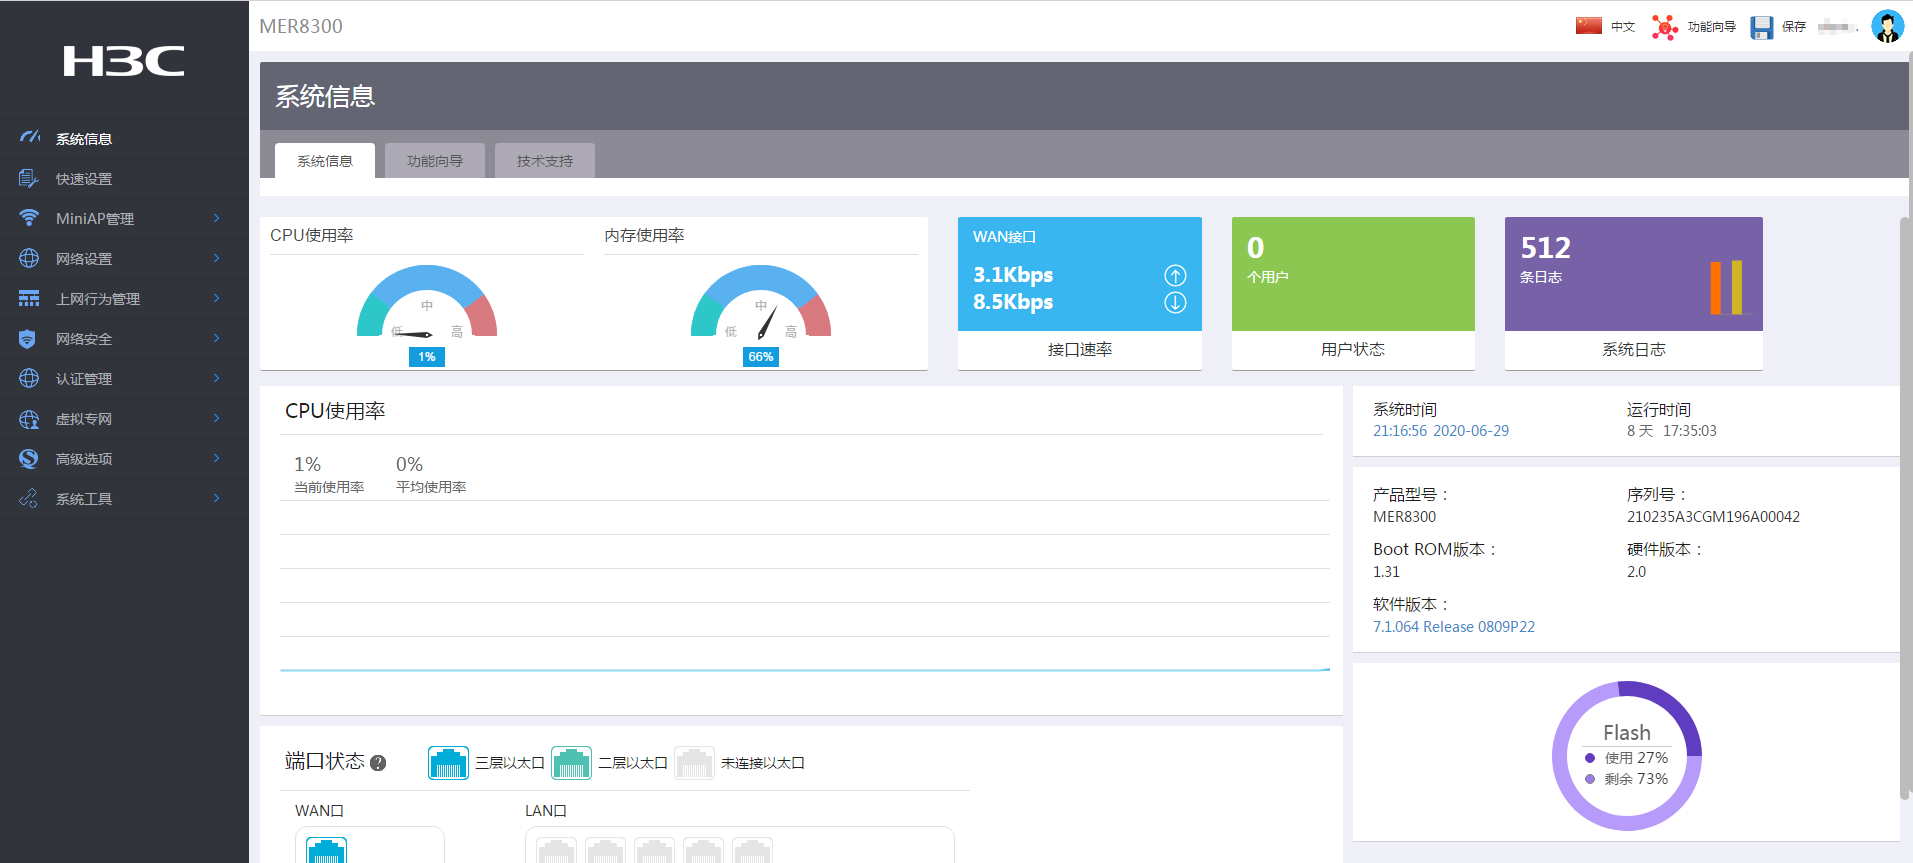 H3C
MER8300
中文
功能向导
保存
系统信息
快速设置
MiniAP管理
网络设置
上网行为管理
网络安全
认证管理
虚拟专网
高级选项
系统工具
系统信息
系统信息
功能向导
技术支持
CPU使用率
中
低
高
1%
内存使用率
中
低
高
66%
WAN接口
3.1Kbps
8.5Kbps
接口速率
0
个用户
用户状态
512
条日志
系统日志
CPU使用率
1%
当前使用率
0%
平均使用率
系统时间
21:16:56 2020-06-29
运行时间
8 天 17:35:03
产品型号：
MER8300
序列号：
210235A3CGM196A00042
Boot ROM版本：
1.31
硬件版本：
2.0
软件版本：
7.1.064 Release 0809P22
Flash
使用 27%
剩余 73%
端口状态
三层以太口
二层以太口
未连接以太口
WAN口
LAN口